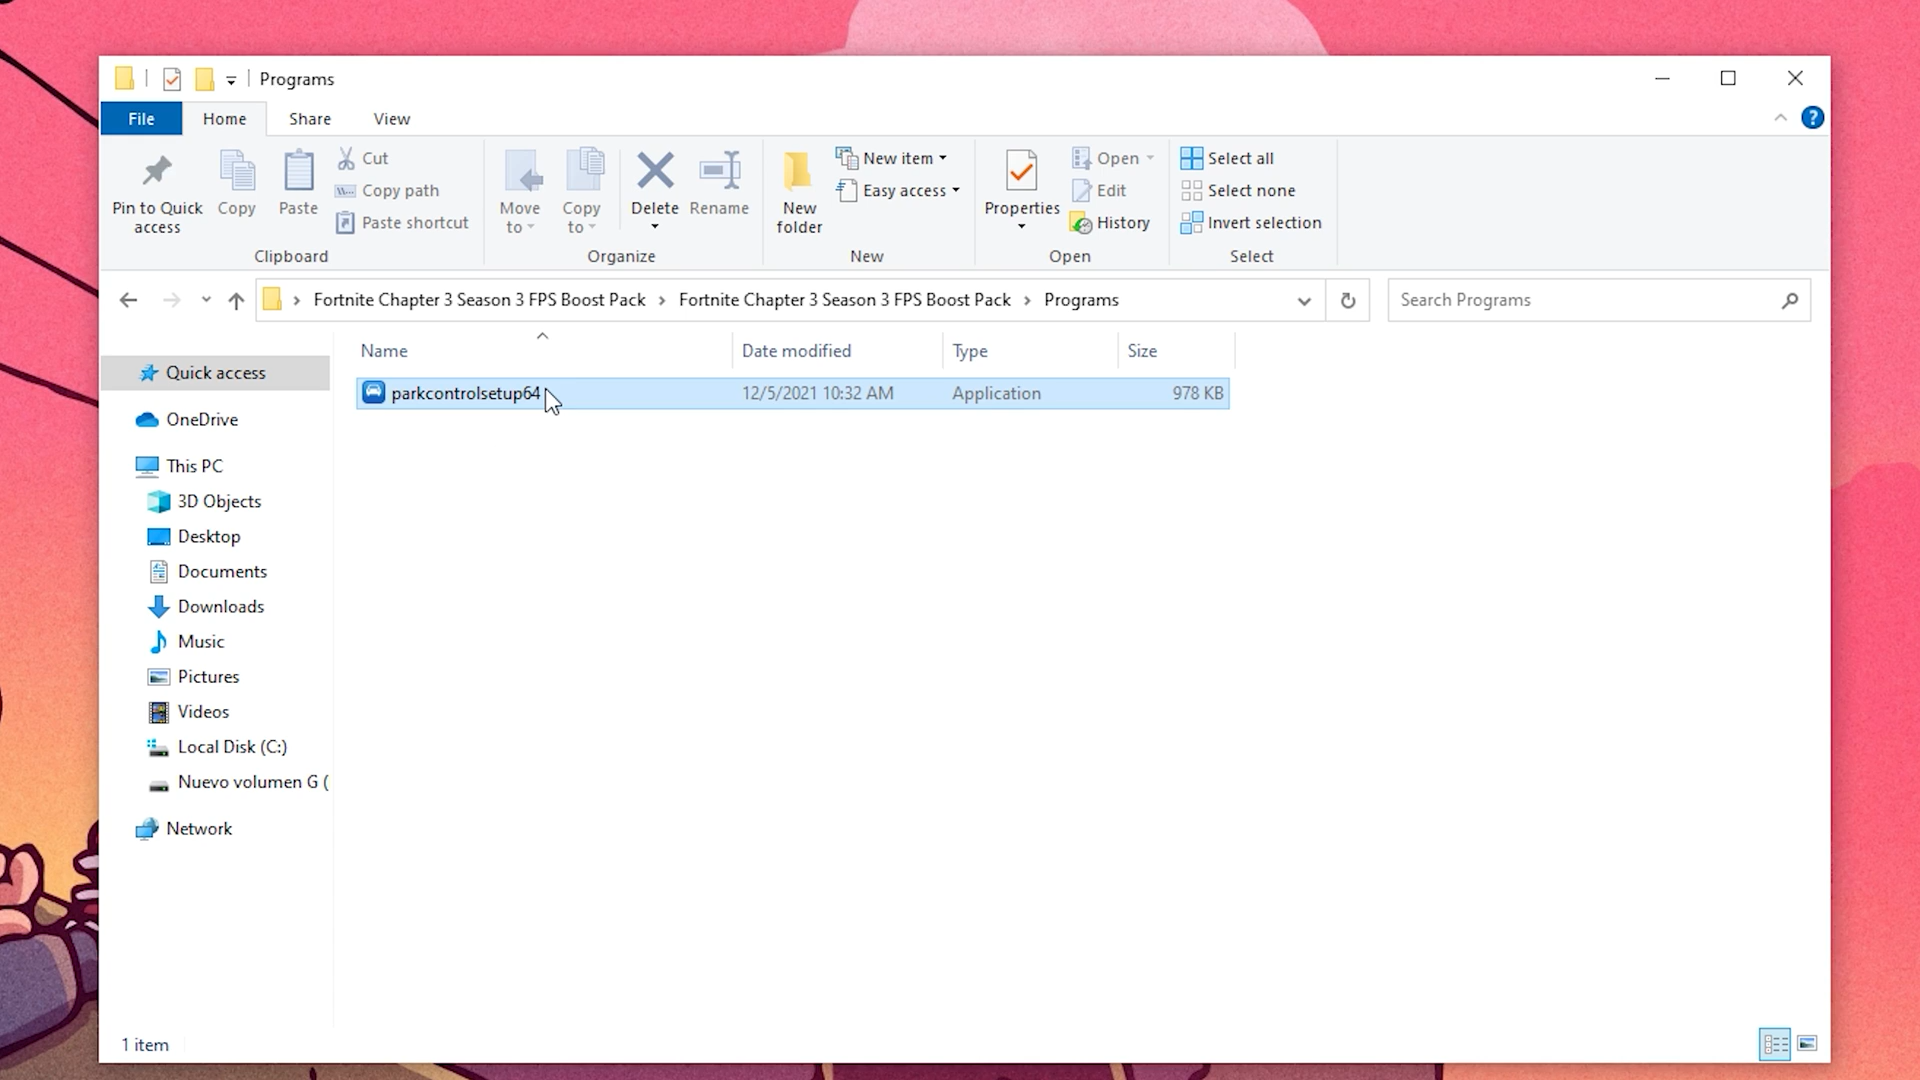 Programs
File Home Share View
Pin to Quick access
Copy
Paste
Cut
Copy path
Paste shortcut
Clipboard
Move to
Copy to
Delete
Rename
Organize
New folder
New item
Easy access
New
Properties
Open
Edit
History
Open
Select all
Select none
Invert selection
Select
Fortnite Chapter 3 Season 3 FPS Boost Pack > Fortnite Chapter 3 Season 3 FPS Boost Pack > Programs
Search Programs
Name Date modified Type Size
parkcontrolsetup64 12/5/2021 10:32 AM Application 978 KB
Quick access
OneDrive
This PC
3D Objects
Desktop
Documents
Downloads
Music
Pictures
Videos
Local Disk (C:)
Nuevo volumen G (
Network
1 item